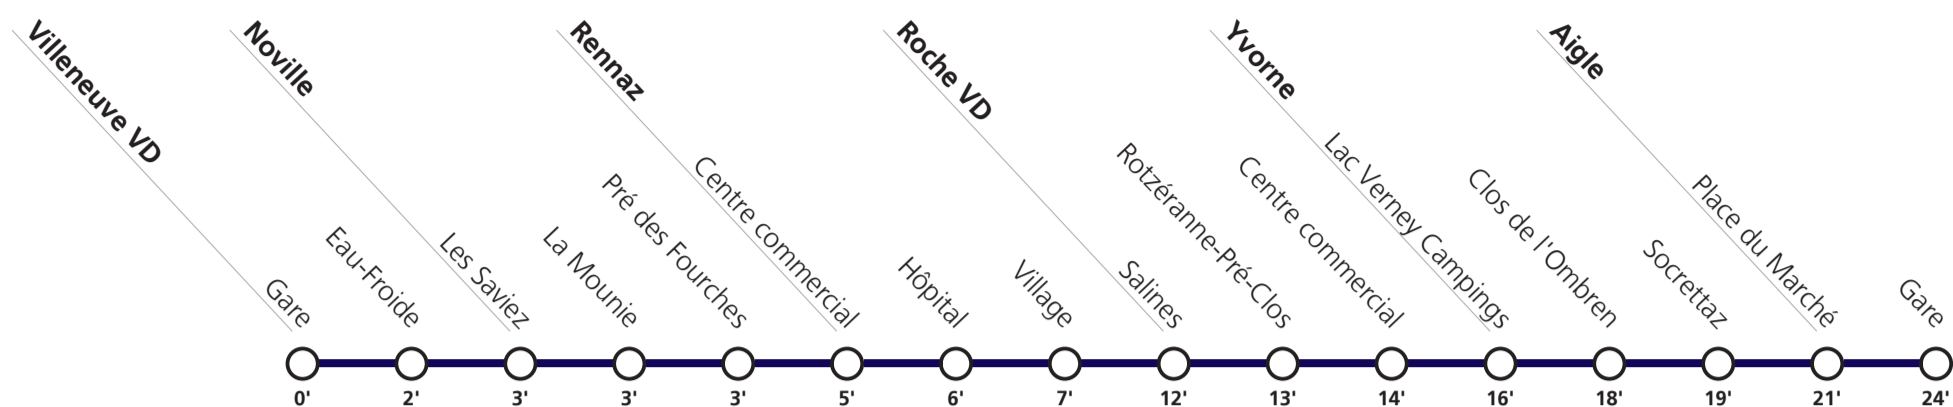 Villeneuve VD
Noville
Rennaz
Roche VD
Yvorne
Aigle
Gare
Eau-Froide
Les Saviez
La Mounie
Pré des Fourches
Centre commercial
Hôpital
Village
Salines
Rotzéranne-Pré-Clos
Centre commercial
Lac Verney Campings
Clos de l'Ombren
Socrettaz
Place du Marché
Gare
0' 2' 3' 3' 3' 5' 6' 7' 12' 13' 14' 16' 18' 19' 21' 24'